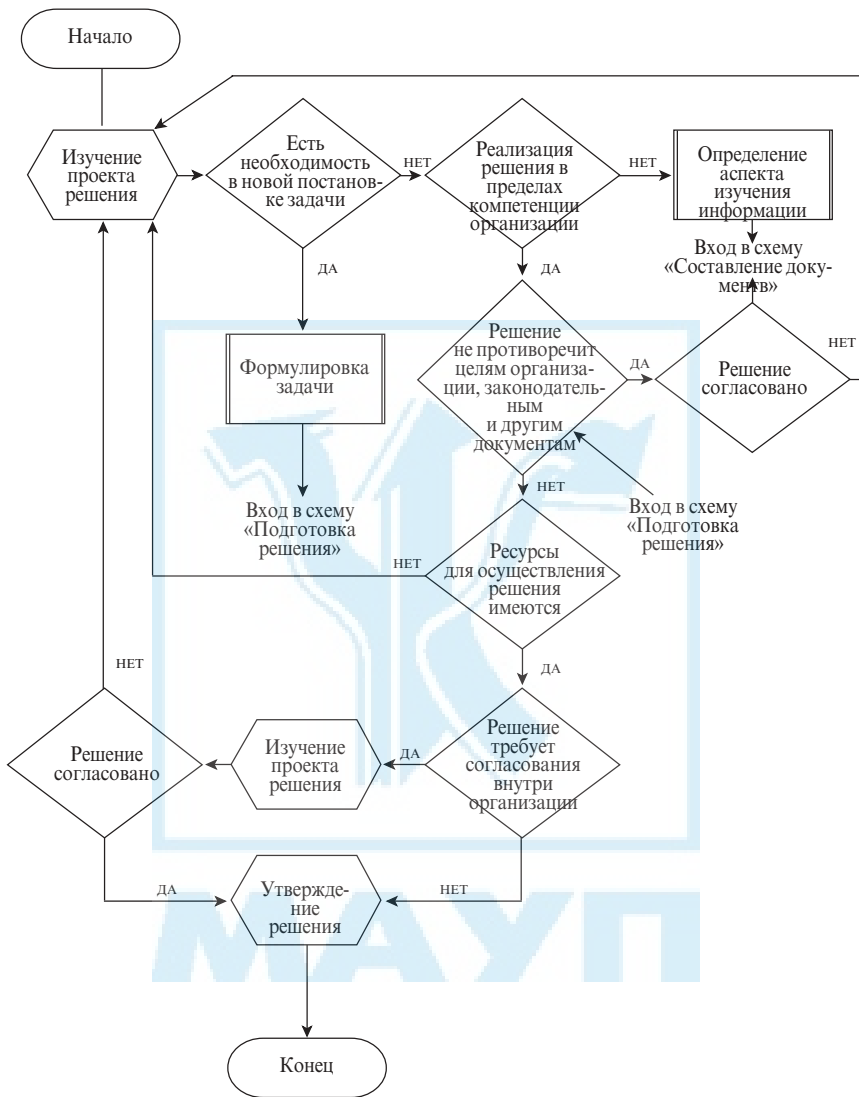 Начало
Изучение
проекта
решения
Есть
необходимость
в новой постанов-
ке задачи
НЕТ
Реализация
решения в
пределах
компетенции
организации
НЕТ
Определение
аспекта
изучения
информации
Вход в схему
«Составление доку-
ментв»
ДА
ДА
Формулировка
задачи
Решение
не противоречит
целям организа-
ции, законодатель-
ным
и другим
документам
ДА
Решение
согласовано
НЕТ
Вход в схему
«Подготовка
решения»
НЕТ
Вход в схему
«Подготовка
решения»
НЕТ
Ресурсы
для осуществления
решения
имеются
ДА
НЕТ
Решение
согласовано
Изучение
проекта
решения
ДА
Решение
требует
согласования
внутри
организации
ДА
Утвержде-
ние
решения
НЕТ
МАУП
Конец